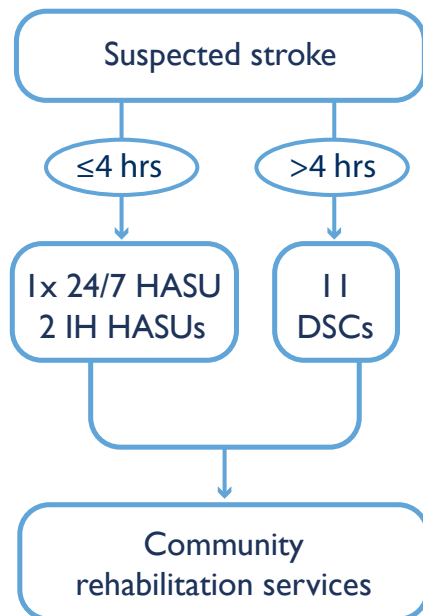 Suspected stroke
≤4 hrs
>4 hrs
1x 24/7 HASU
2 IH HASUs
11
DSCs
Community
rehabilitation services